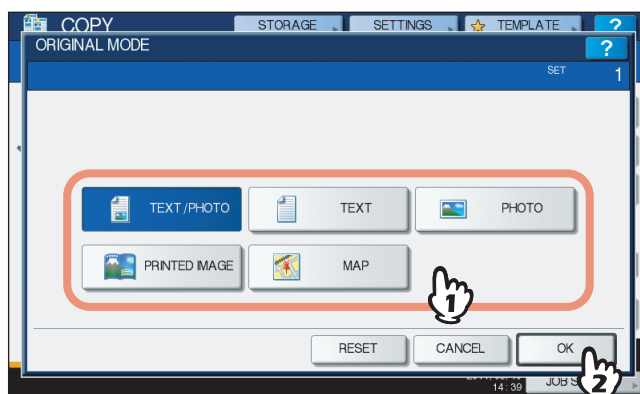 COPY STORAGE SETTINGS TEMPLATE ?
ORIGINAL MODE ?
SET 1
TEXT/PHOTO TEXT PHOTO
PRINTED IMAGE MAP
1
RESET CANCEL OK
2
14:39 JOB S